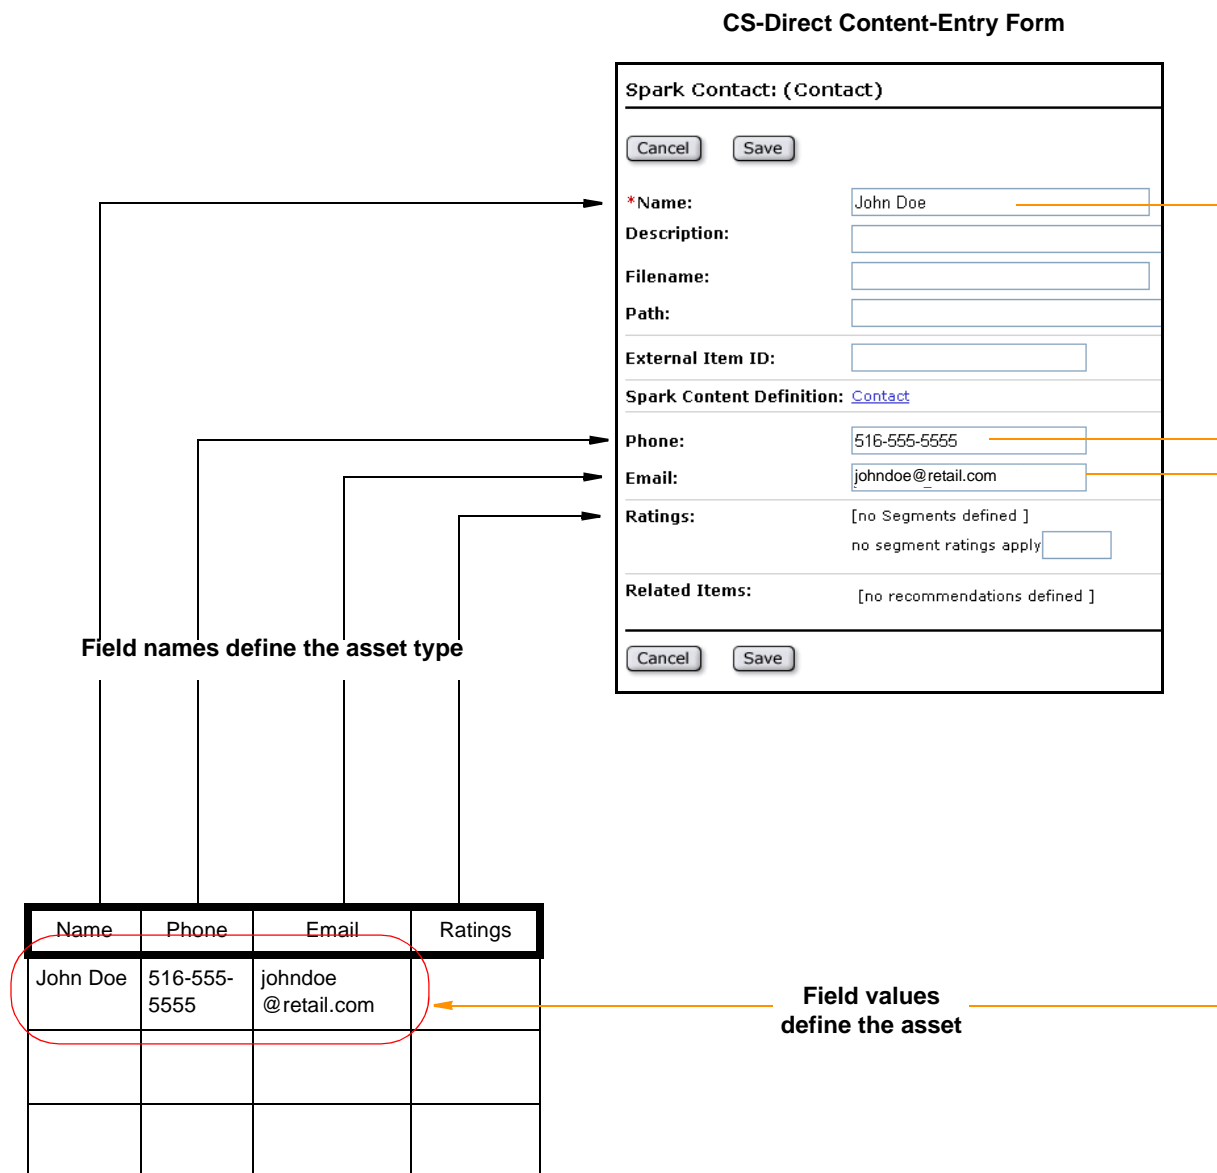 CS-Direct Content-Entry Form
Spark Contact: (Contact)
Cancel Save
*Name: John Doe
Description:
Filename:
Path:
External Item ID:
Spark Content Definition: Contact
Phone: 516-555-5555
Email: johndoe@retail.com
Ratings: [no Segments defined ]
no segment ratings apply
Related Items: [no recommendations defined ]
Cancel Save
Field names define the asset type
Name Phone Email Ratings
John Doe 516-555- johndoe
5555 @retail.com
Field values
define the asset